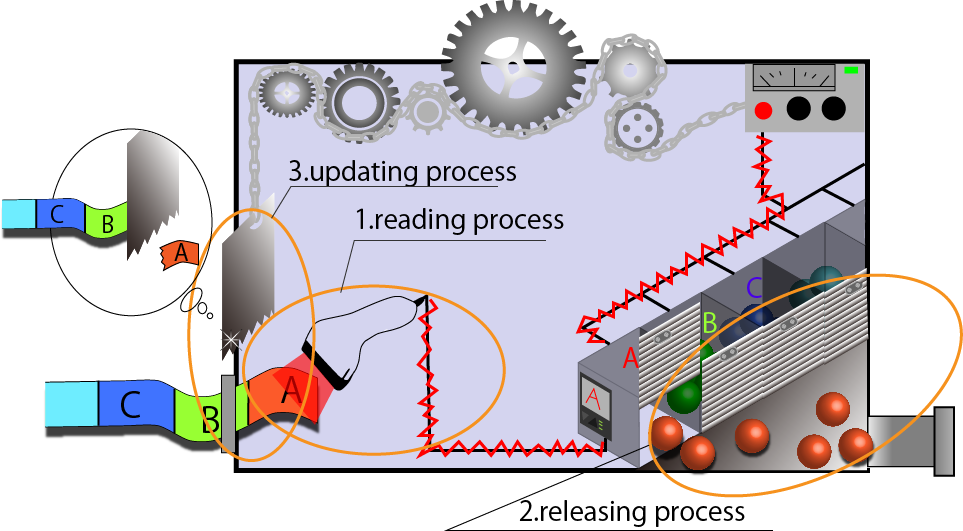 3.updating process
1.reading process
C
B
A
C
B
A
C
B
A
A
2.releasing process